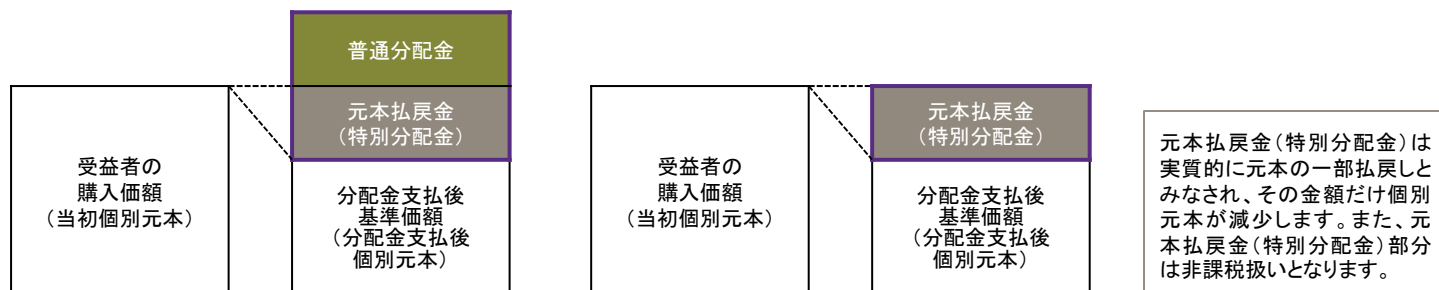 普通分配金
元本払戻金
(特別分配金)
受益者の
購入価額
(当初個別元本)
分配金支払後
基準価額
(分配金支払後
個別元本)
元本払戻金
(特別分配金)
受益者の
購入価額
(当初個別元本)
分配金支払後
基準価額
(分配金支払後
個別元本)
元本払戻金(特別分配金)は
実質的に元本の一部払戻しと
みなされ、その金額だけ個別
元本が減少します。また、元
本払戻金(特別分配金)部分
は非課税扱いとなります。